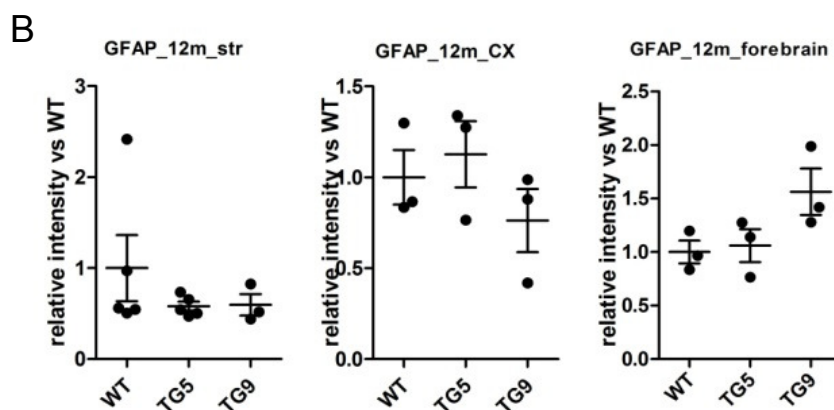 B
GFAP_12m_str
relative intensity vs WT
3
2
1
0
WT
TG5
TG9
GFAP_12m_CX
relative intensity vs WT
1.5
1.0
0.5
0.0
WT
TG5
TG9
GFAP_12m_forebrain
relative intensity vs WT
2.5
2.0
1.5
1.0
0.5
0.0
WT
TG5
TG9